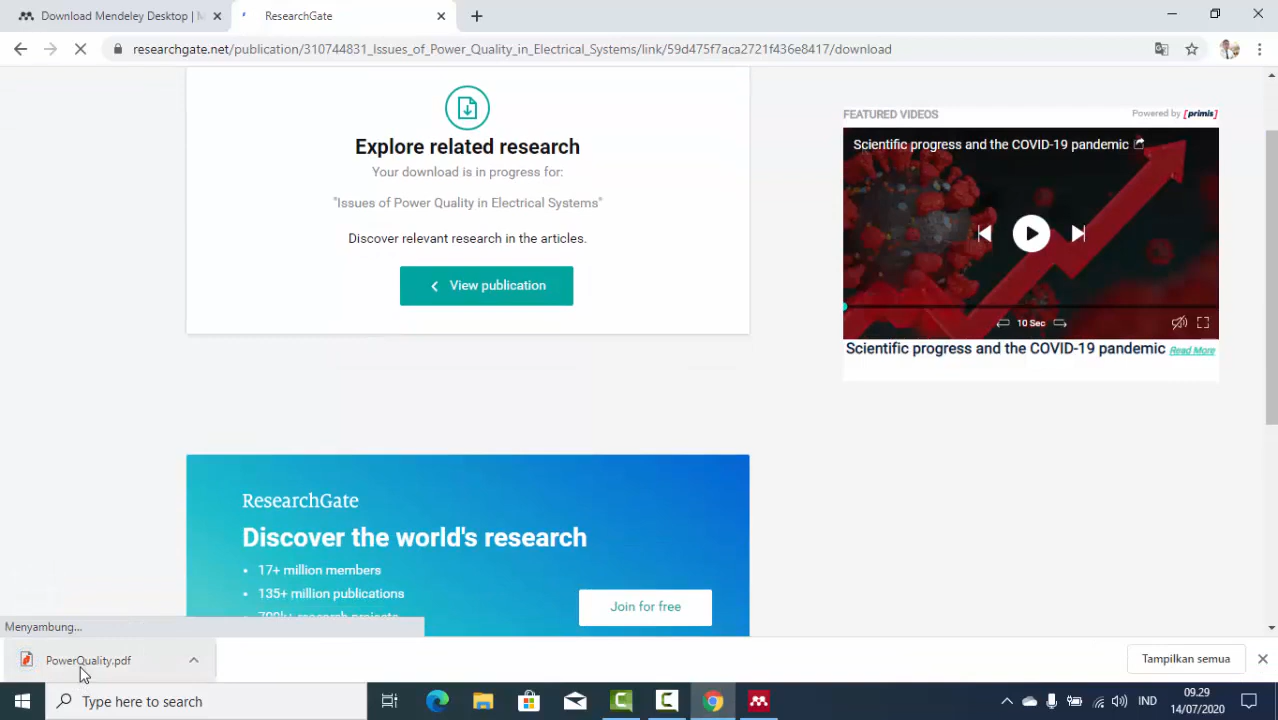 Download Mendeley Desktop |
ResearchGate
researchgate.net/publication/310744831_Issues_of_Power_Quality_in_Electrical_Systems/link/59d475f7aca2721f436e8417/download
Explore related research
Your download is in progress for:
"Issues of Power Quality in Electrical Systems"
Discover relevant research in the articles.
View publication
FEATURED VIDEOS
Powered by [primis]
Scientific progress and the COVID-19 pandemic
10 Sec
Scientific progress and the COVID-19 pandemic Read More
ResearchGate
Discover the world's research
• 17+ million members
• 135+ million publications
• 700k+ research projects
Join for free
Menyambung...
PowerQuality.pdf
Tampilkan semua
Type here to search
IND
09.29
14/07/2020